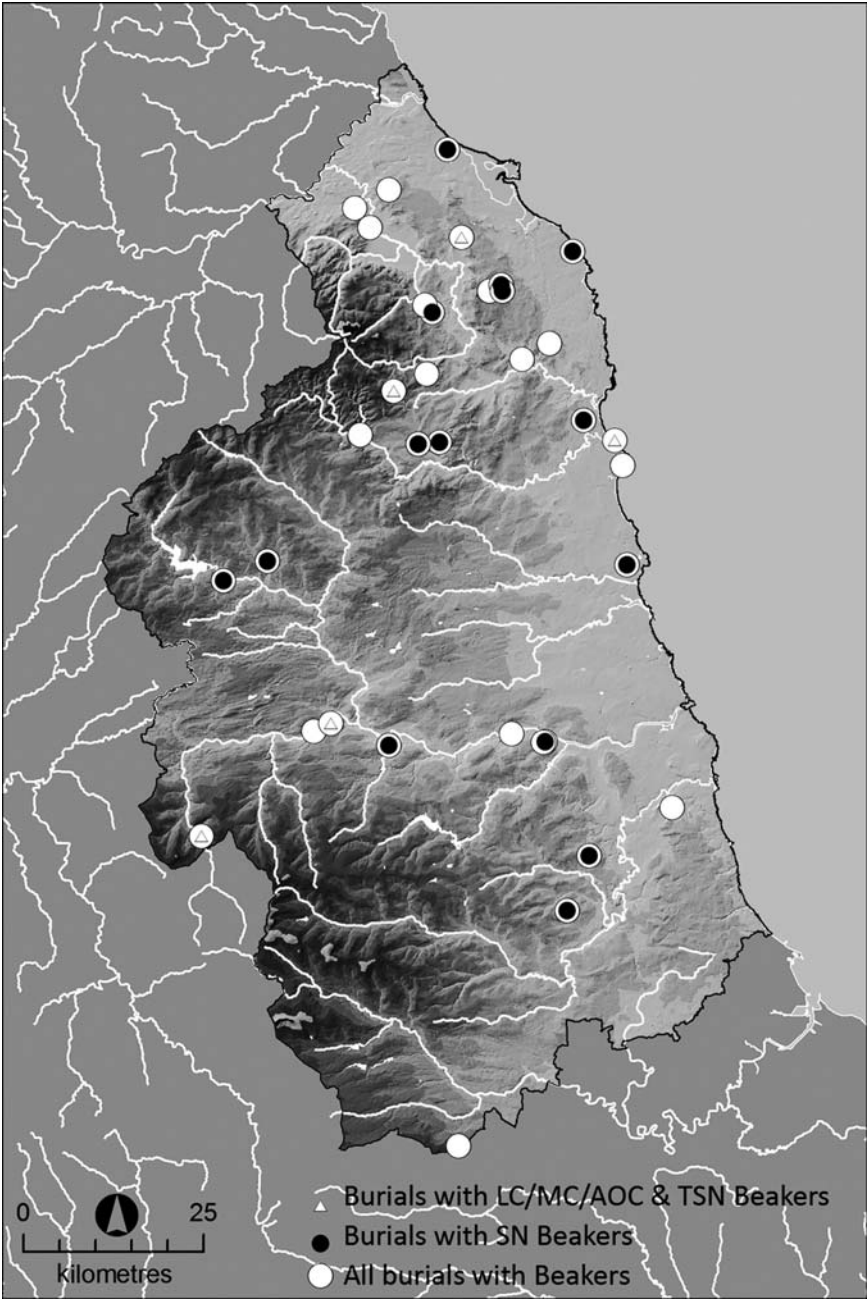 Burials with LC/MC/AOC & TSN Beakers
0 25
Burials with SN Beakers
kilometres
All burials with Beakers